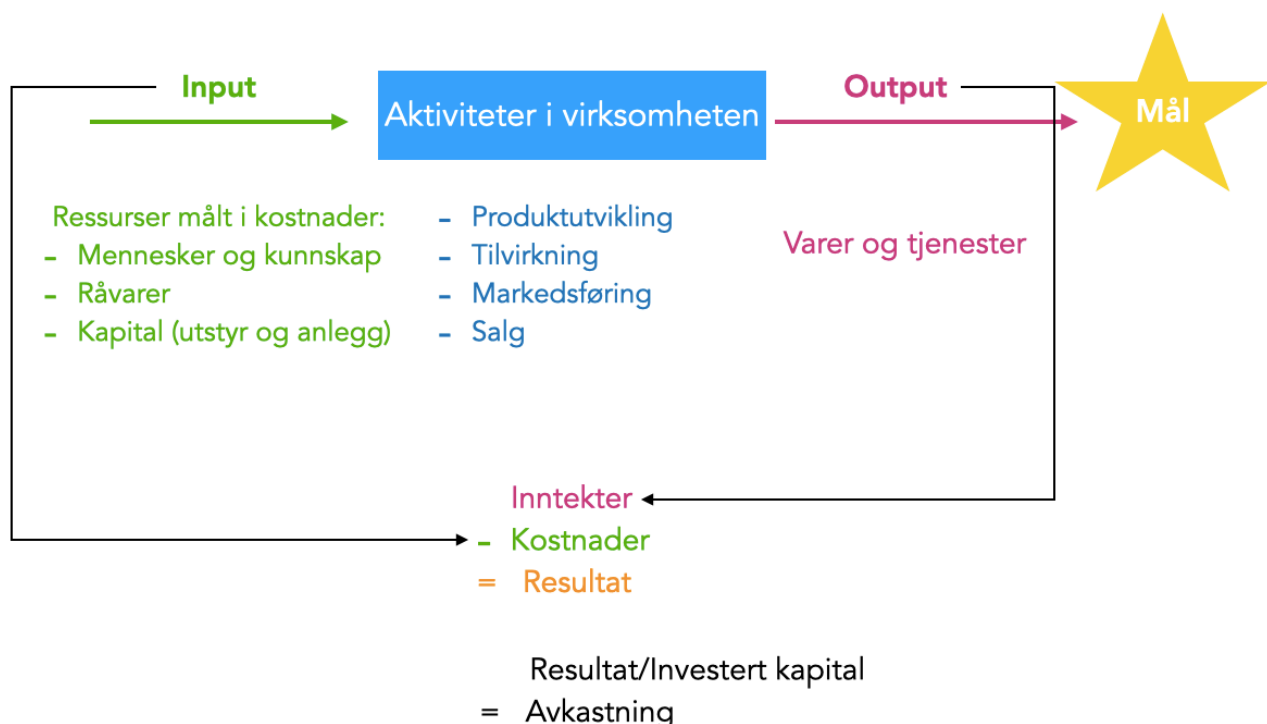 Input
Aktiviteter i virksomheten
Output
Mål
Ressurser målt i kostnader:
- Mennesker og kunnskap
- Råvarer
- Kapital (utstyr og anlegg)
- Produktutvikling
- Tilvirkning
- Markedsføring
- Salg
Varer og tjenester
Inntekter
- Kostnader
= Resultat
Resultat/Investert kapital
= Avkastning